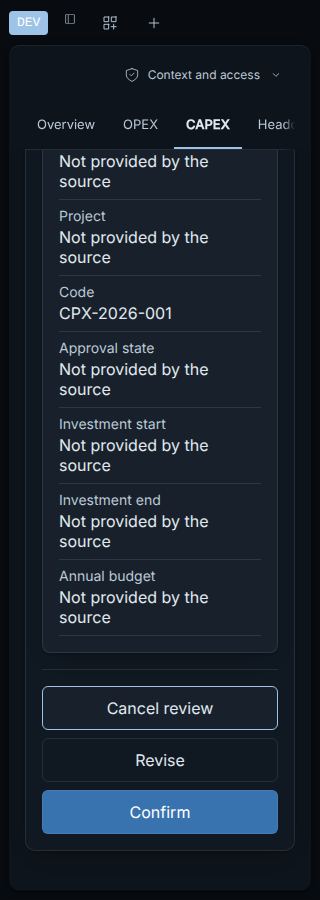 DEV
Context and access
Overview OPEX CAPEX Headc
Not provided by the
source
Project
Not provided by the
source
Code
CPX-2026-001
Approval state
Not provided by the
source
Investment start
Not provided by the
source
Investment end
Not provided by the
source
Annual budget
Not provided by the
source
Cancel review
Revise
Confirm